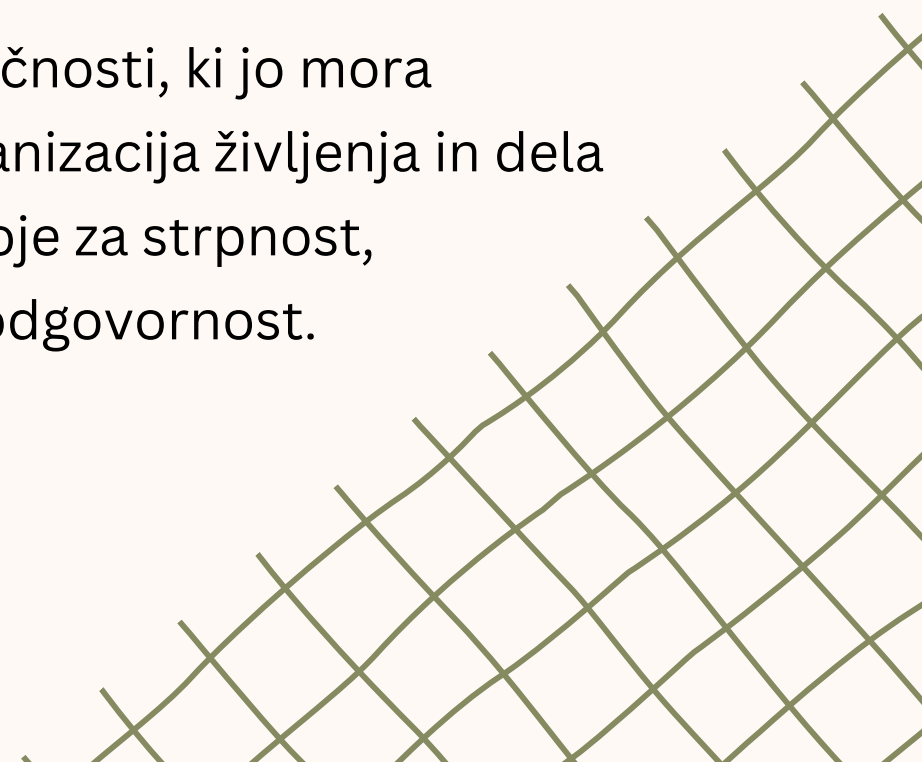 čnosti, ki jo mora
anizacija življenja in dela
oje za strpnost,
odgovornost.